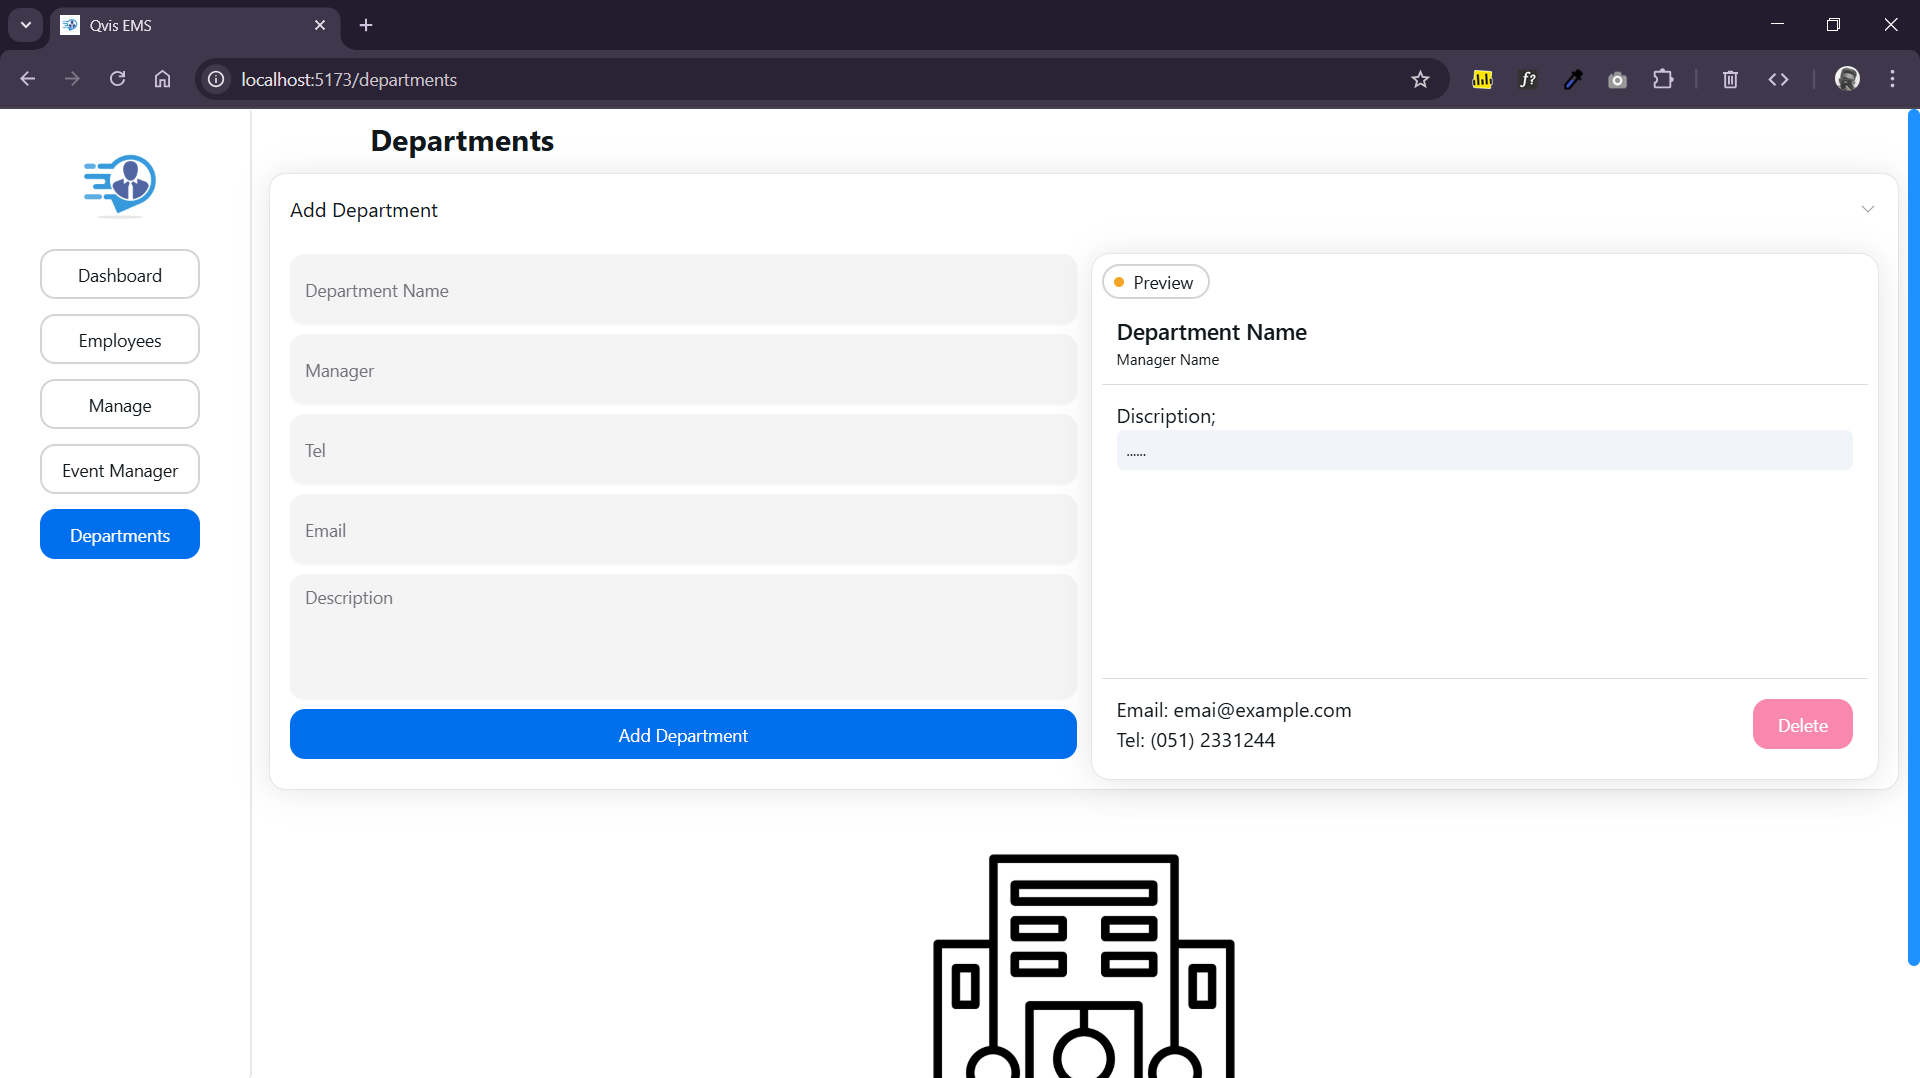 Qvis EMS
localhost:5173/departments
f?
Departments
Add Department
Dashboard
Employees
Manage
Event Manager
Departments
Department Name
Manager
Tel
Email
Description
Add Department
Preview
Department Name
Manager Name
Discription;
......
Email: emai@example.com
Tel: (051) 2331244
Delete